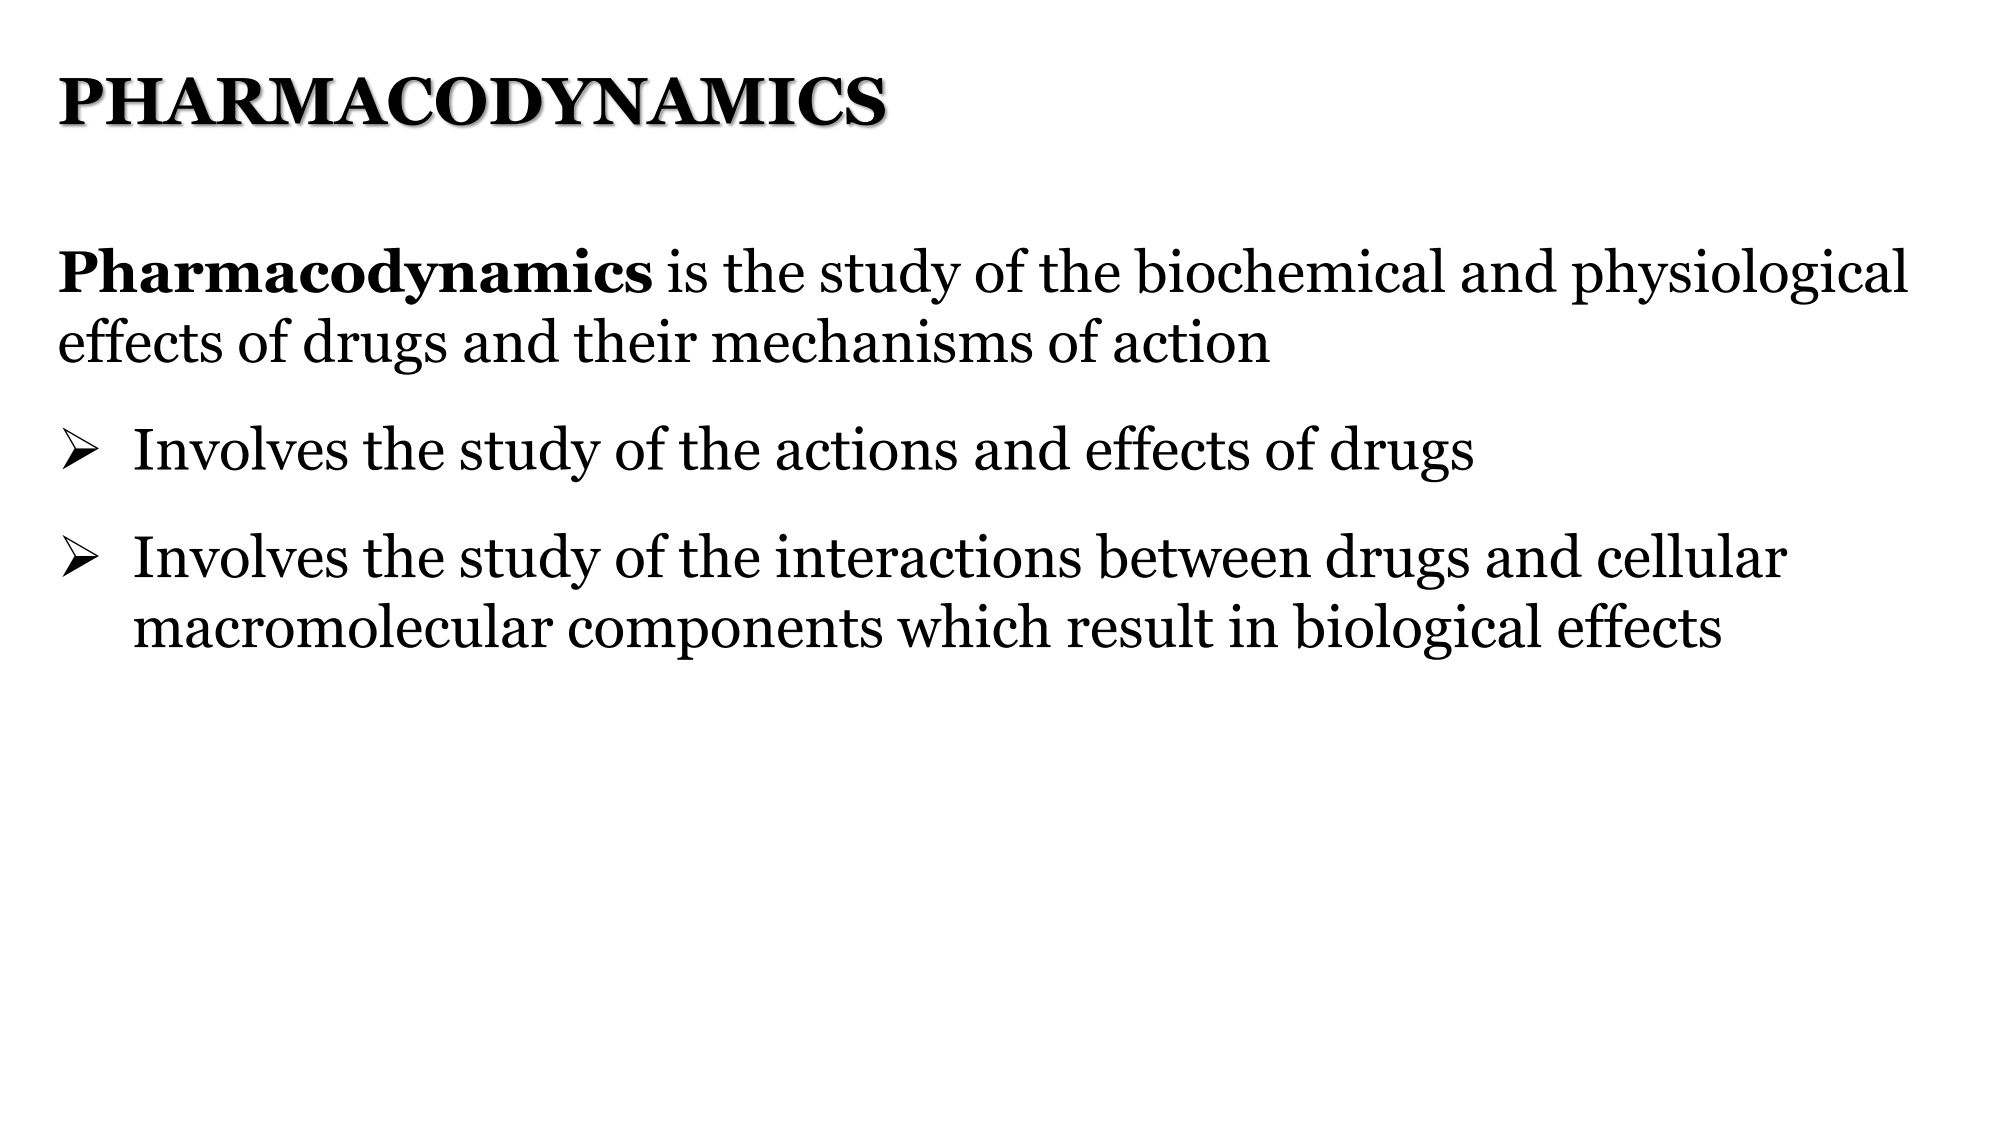 PHARMACODYNAMICS
Pharmacodynamics is the study of the biochemical and physiological
effects of drugs and their mechanisms of action
➢ Involves the study of the actions and effects of drugs
➢ Involves the study of the interactions between drugs and cellular
macromolecular components which result in biological effects